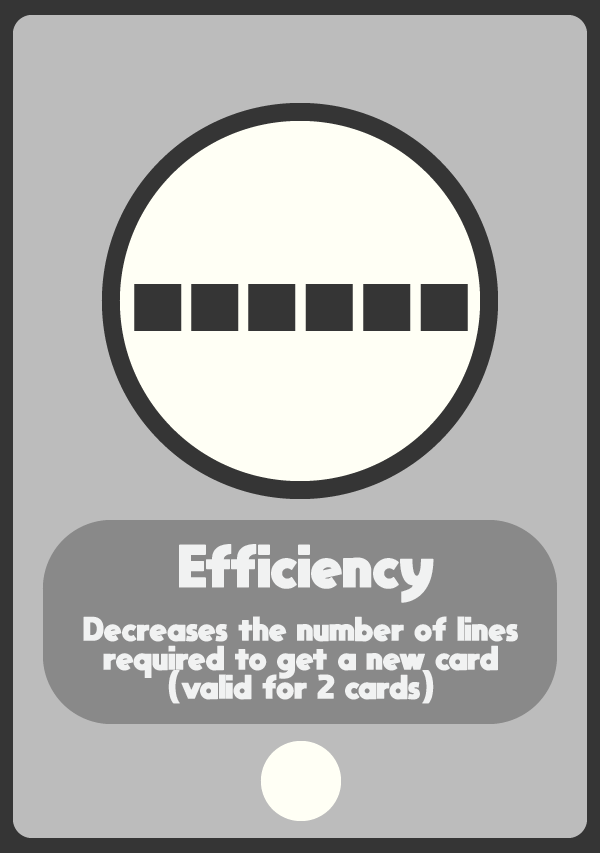 Efficiency
Decreases the number of lines
required to get a new card
(valid for 2 cards)